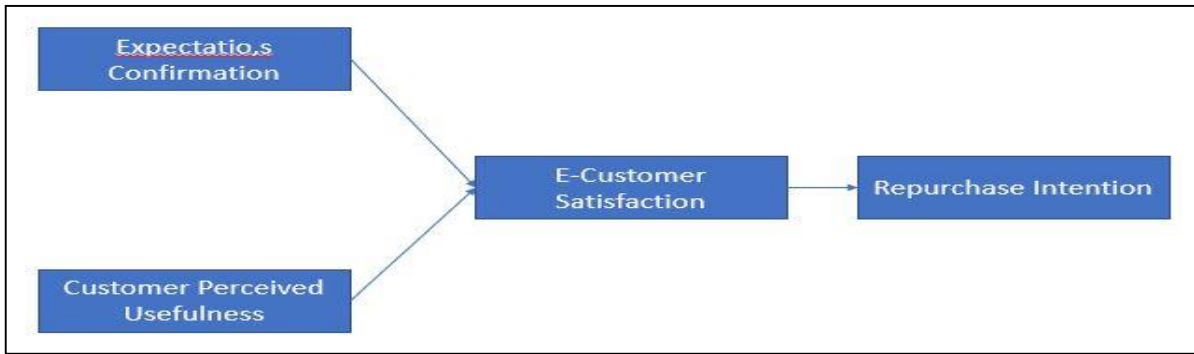 Expectatio,s
Confirmation
E-Customer
Satisfaction
Repurchase Intention
Customer Perceived
Usefulness